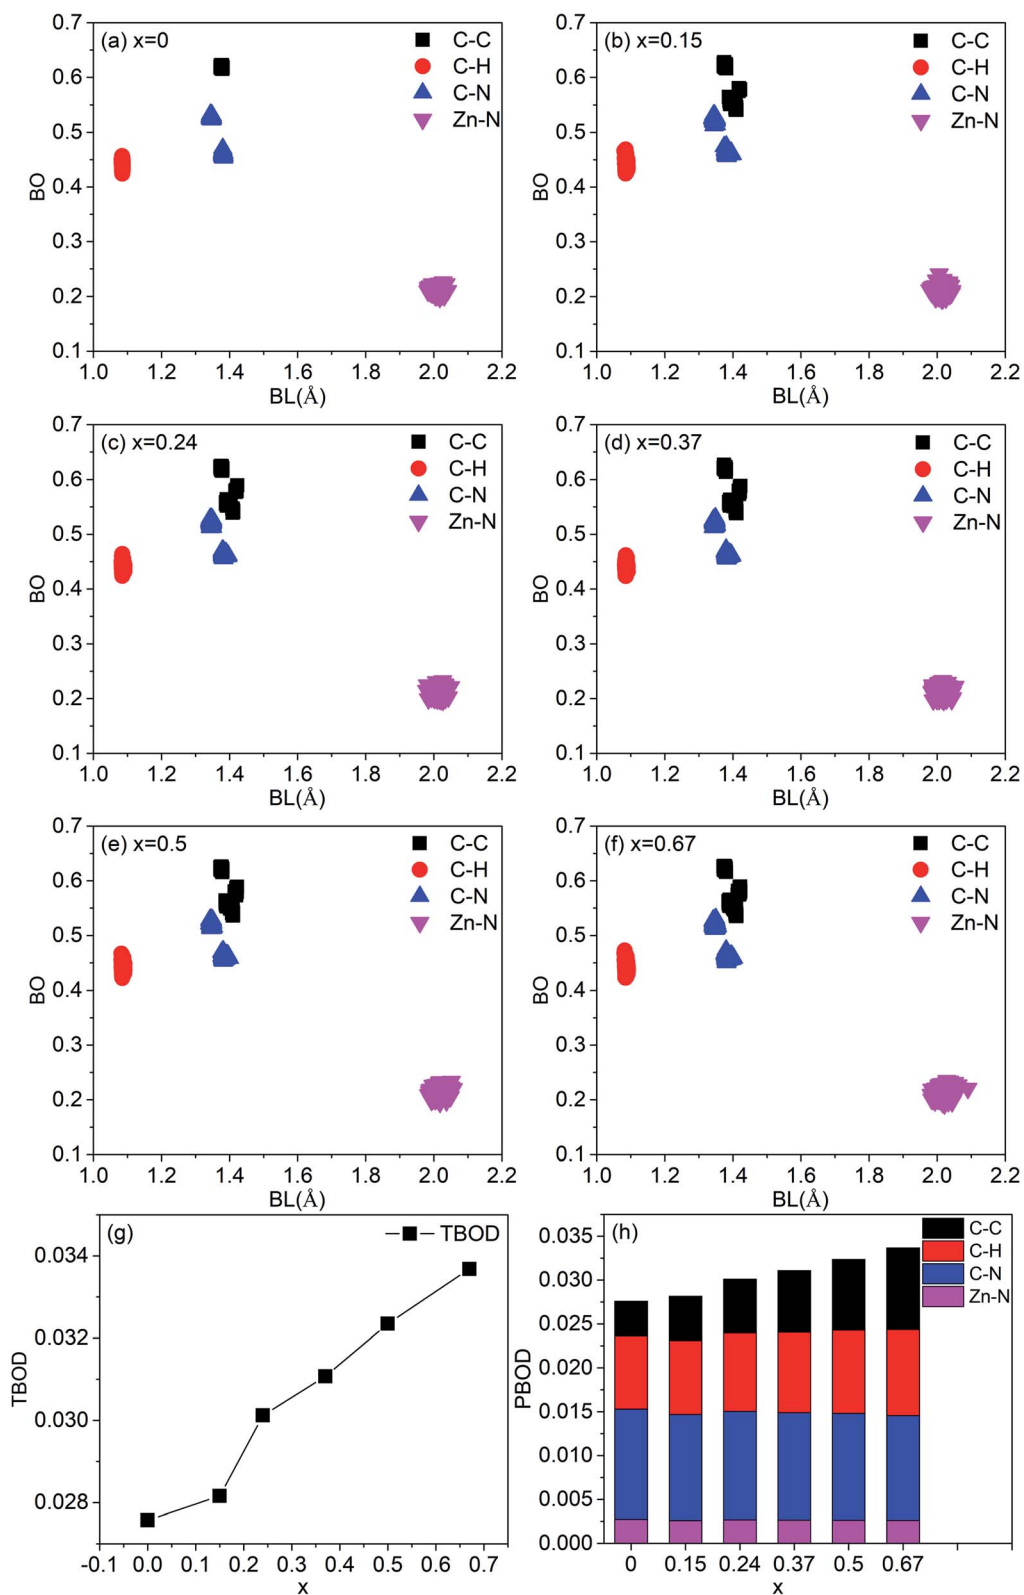 (a) x=0
C-C
C-H
C-N
Zn-N
0.7
0.6
0.5
0.4
0.3
0.2
0.1
BO
1.0 1.2 1.4 1.6 1.8 2.0 2.2
BL(Å)
(b) x=0.15
C-C
C-H
C-N
Zn-N
0.7
0.6
0.5
0.4
0.3
0.2
0.1
BO
1.0 1.2 1.4 1.6 1.8 2.0 2.2
BL(Å)
(c) x=0.24
C-C
C-H
C-N
Zn-N
0.7
0.6
0.5
0.4
0.3
0.2
0.1
BO
1.0 1.2 1.4 1.6 1.8 2.0 2.2
BL(Å)
(d) x=0.37
C-C
C-H
C-N
Zn-N
0.7
0.6
0.5
0.4
0.3
0.2
0.1
BO
1.0 1.2 1.4 1.6 1.8 2.0 2.2
BL(Å)
(e) x=0.5
C-C
C-H
C-N
Zn-N
0.7
0.6
0.5
0.4
0.3
0.2
0.1
BO
1.0 1.2 1.4 1.6 1.8 2.0 2.2
BL(Å)
(f) x=0.67
C-C
C-H
C-N
Zn-N
0.7
0.6
0.5
0.4
0.3
0.2
0.1
BO
1.0 1.2 1.4 1.6 1.8 2.0 2.2
BL(Å)
(g)
TBOD
0.034
0.032
0.030
0.028
TBOD
-0.1 0.0 0.1 0.2 0.3 0.4 0.5 0.6 0.7
x
(h)
C-C
C-H
C-N
Zn-N
0.035
0.030
0.025
0.020
0.015
0.010
0.005
0.000
PBOD
0 0.15 0.24 0.37 0.5 0.67
x